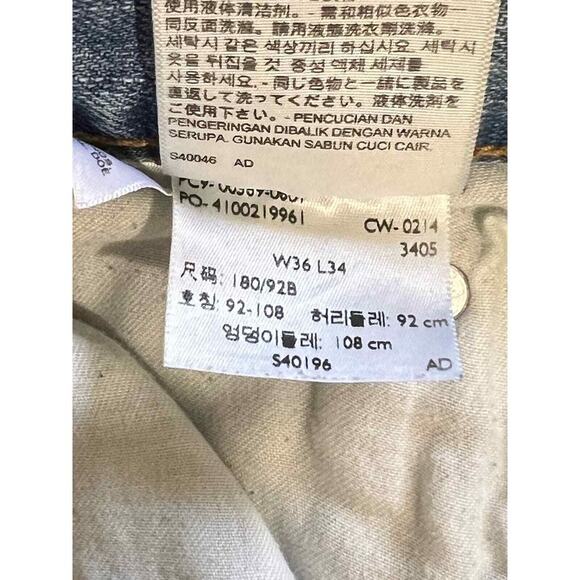 使用液体清洁剂。- 需和相似色衣物
同反面洗滌。請用液態洗衣劑洗滌。-
세탁시 같은 색상끼리 하십시요. 세탁시
옷을 뒤집을 것. 중성 액체 세제를
사용하세요. - 同じ色物と一緒に製品を
裏返して洗ってください。液体洗剤を
ご使用下さい。- PENCUCIAN DAN
PENGERINGAN DIBALIK DENGAN WARNA
SERUPA. GUNAKAN SABUN CUCI CAIR.
S40046 AD
PO- 4100219961 CW- 0214
3405
W36 L34
尺码: 180/92B
호칭: 92-108 허리둘레: 92 cm
엉덩이둘레: 108 cm
S40196 AD